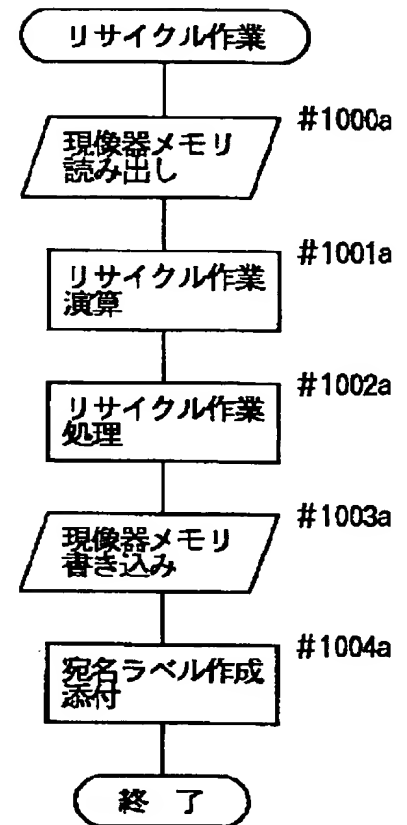 リサイクル作業
#1000a
現像器メモリ
読み出し
#1001a
リサイクル作業
演算
#1002a
リサイクル作業
処理
#1003a
現像器メモリ
書き込み
#1004a
宛名ラベル作成
添付
終 了